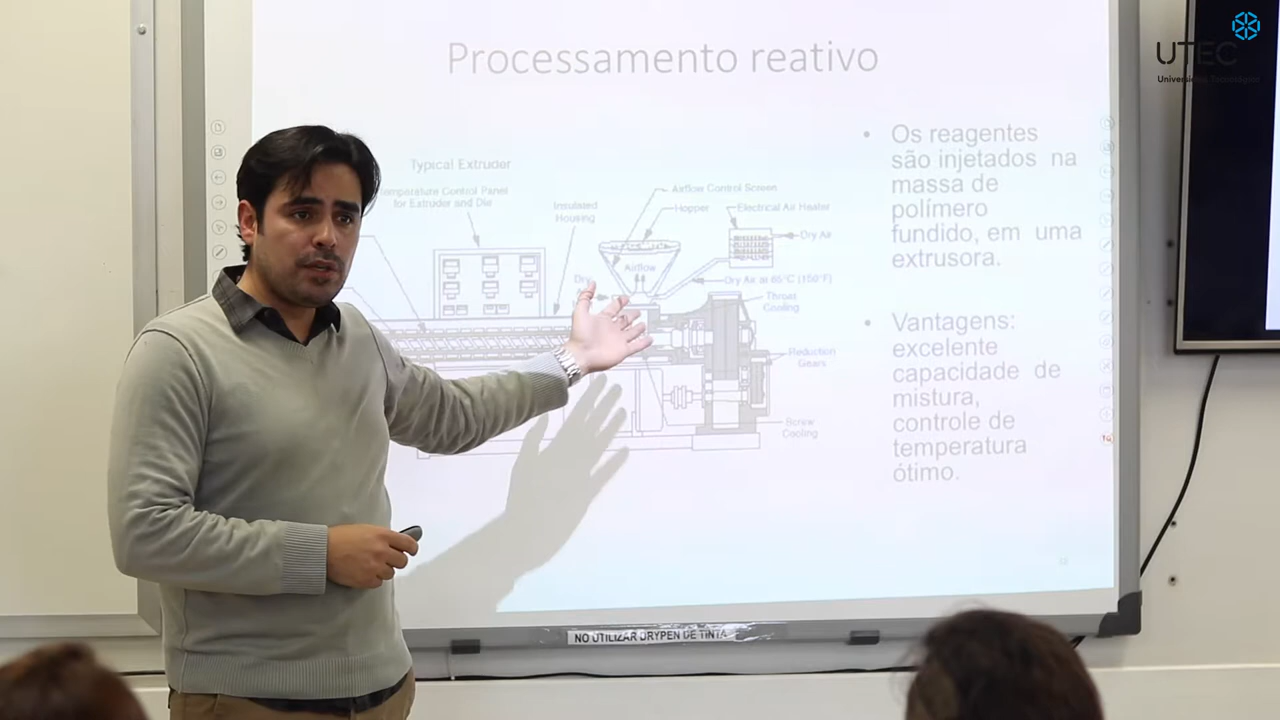 UTEC
Processamento reativo
Typical Extruder
Temperature Control Panel
for Extruder and Die
Insulated
Housing
Airflow Control Screen
Hopper
Electrical Air Heater
Dry Air
Airflow
Dry
Dry Air at 65°C (150°F)
Throat
Cooling
Reduction
Gears
Screw
Cooling
• Os reagentes
são injetados na
massa de
polímero
fundido, em uma
extrusora.
• Vantagens:
excelente
capacidade de
mistura,
controle de
temperatura
ótimo.
NO UTILIZAR DRYPEN DE TINTA